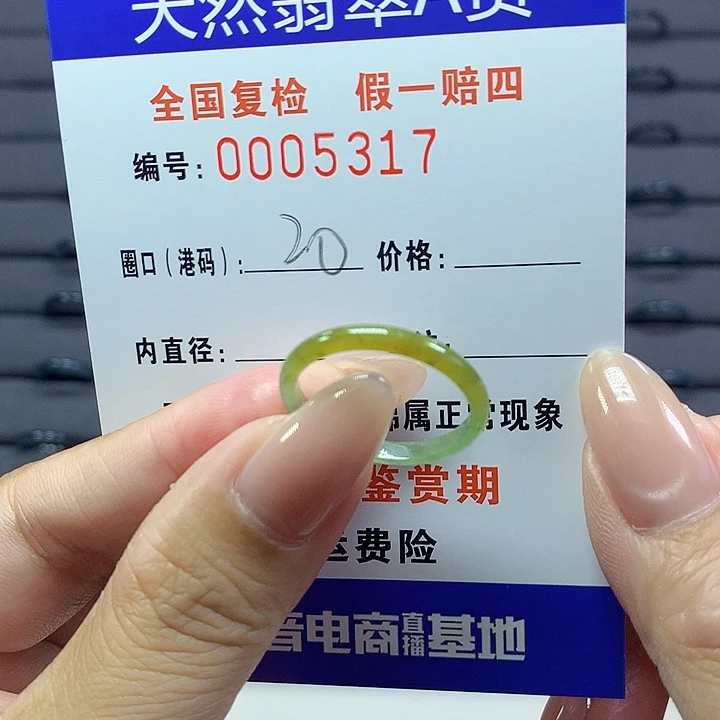 天然翡翠A货
全国复检 假一赔四
编号:0005317
圈口(港码):20 价格:
内直径:
属正常现象
鉴赏期
运费险
音电商直播基地